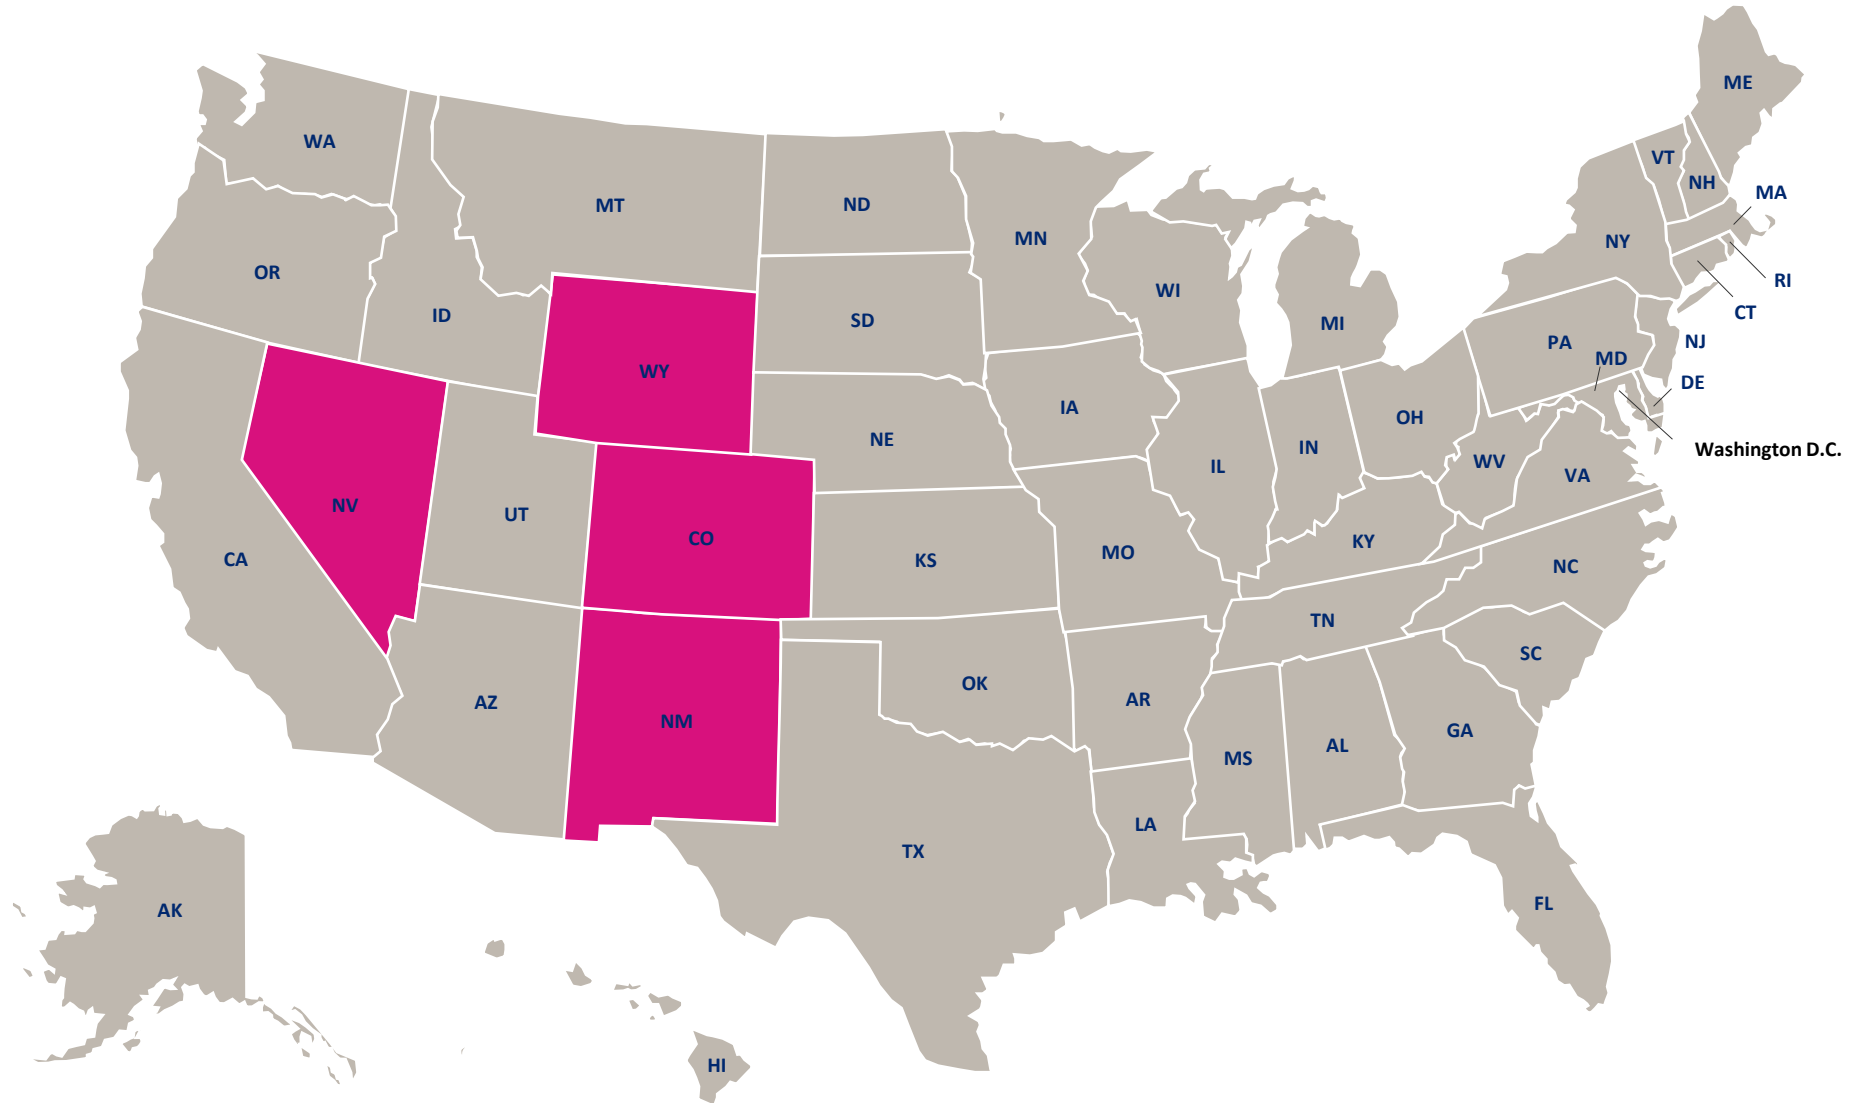 ME
WA
VT
NH
MA
MT
ND
MN
NY
OR
RI
WI
ID
SD
MI
CT
PA
NJ
MD
WY
DE
IA
OH
NE
IN
Washington D.C.
IL
WV
VA
NV
UT
CO
KY
MO
CA
KS
NC
TN
SC
OK
AZ
AR
NM
GA
AL
MS
LA
TX
FL
AK
HI